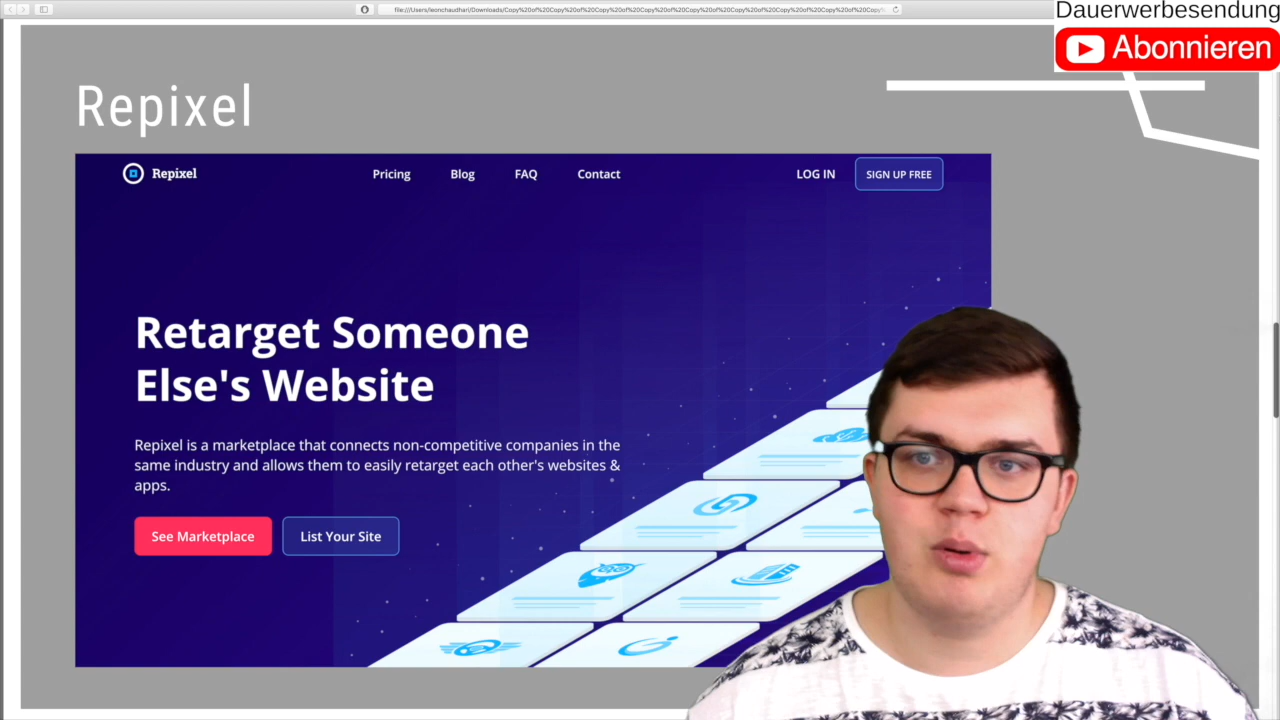 Dauerwerbesendung
Abonnieren
Repixel
Repixel
Pricing
Blog
FAQ
Contact
LOG IN
SIGN UP FREE
Retarget Someone
Else's Website
Repixel is a marketplace that connects non-competitive companies in the
same industry and allows them to easily retarget each other's websites &
apps.
See Marketplace
List Your Site